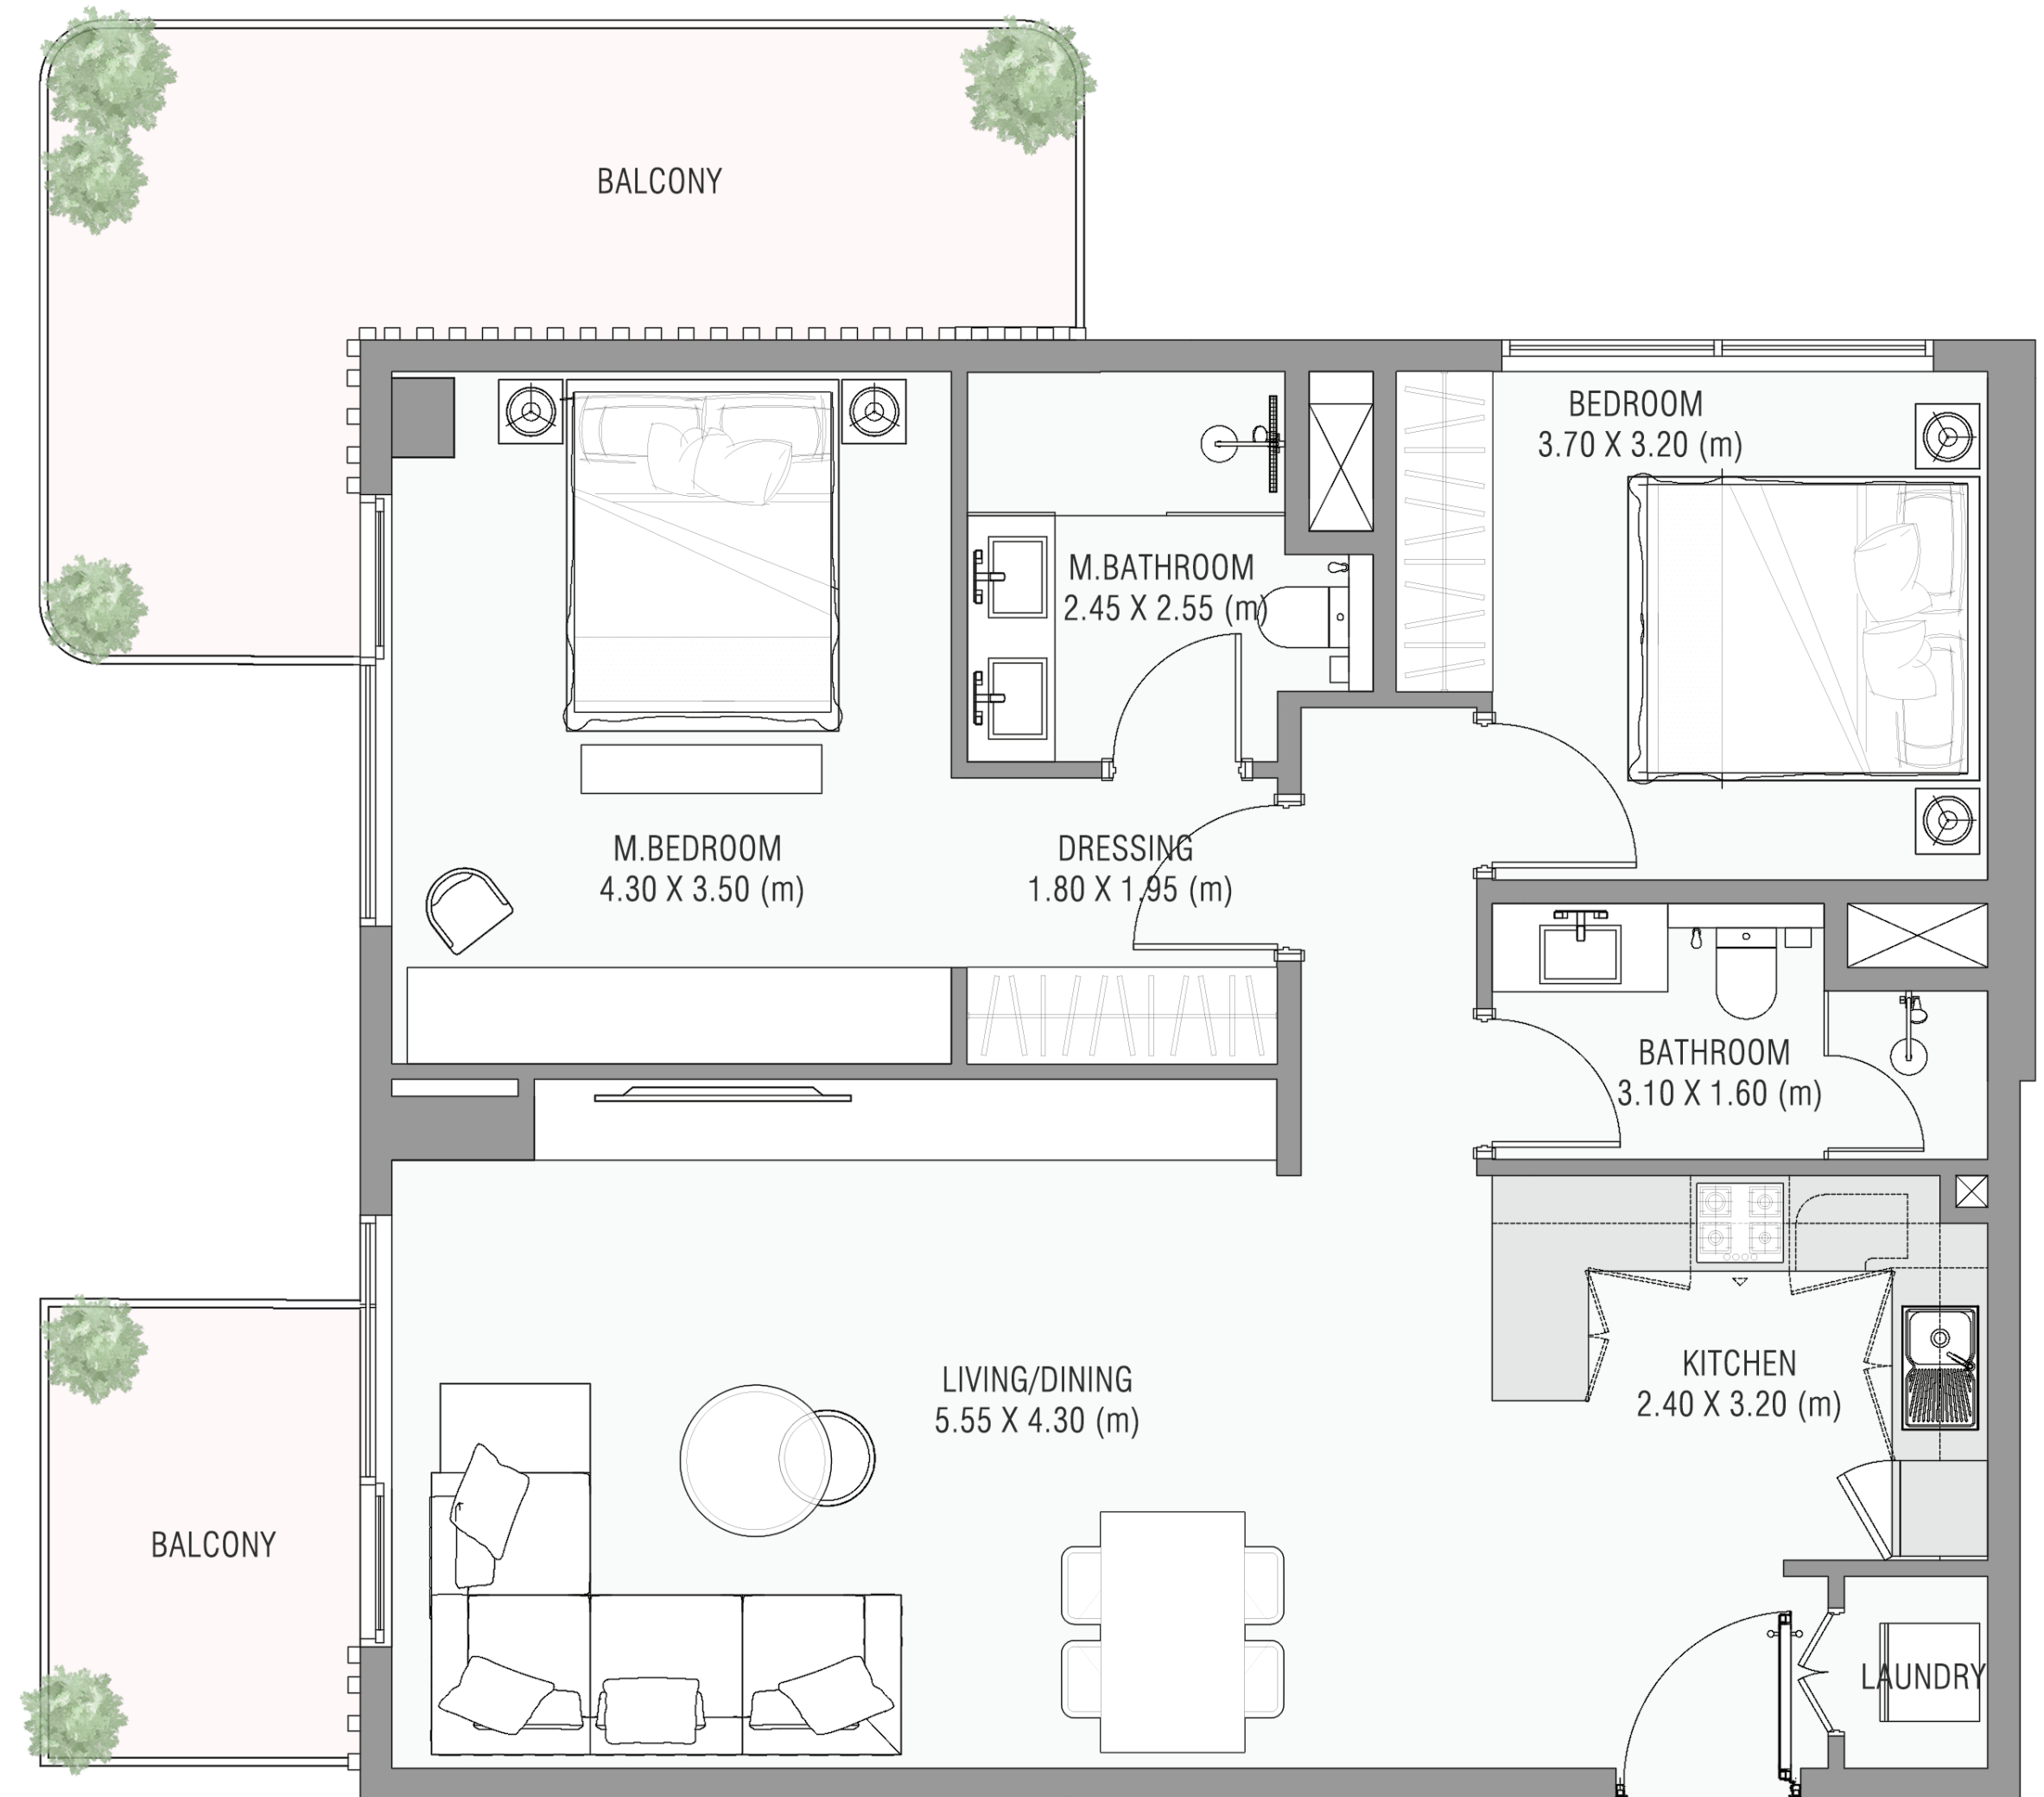 BALCONY
BEDROOM
3.70 X 3.20 (m)
M.BATHROOM
2.45 X 2.55 (m)
M.BEDROOM
4.30 X 3.50 (m)
DRESSING
1.80 X 1.95 (m)
BATHROOM
3.10 X 1.60 (m)
LIVING/DINING
5.55 X 4.30 (m)
KITCHEN
2.40 X 3.20 (m)
BALCONY
LAUNDRY